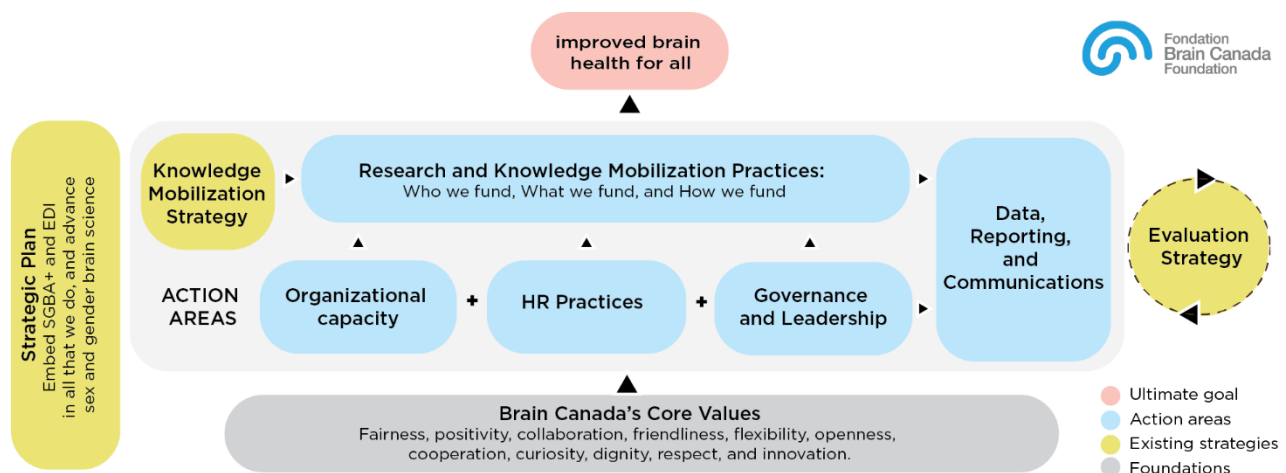 improved brain
health for all
Fondation
Brain Canada
Foundation
Strategic Plan
Embed SGBA+ and EDI
in all that we do, and advance
sex and gender brain science
Knowledge
Mobilization
Strategy
Research and Knowledge Mobilization Practices:
Who we fund, What we fund, and How we fund
Data,
Reporting,
and
Communications
Evaluation
Strategy
ACTION
AREAS
Organizational
capacity
+
HR Practices
+
Governance
and Leadership
Brain Canada's Core Values
Fairness, positivity, collaboration, friendliness, flexibility, openness,
cooperation, curiosity, dignity, respect, and innovation.
Ultimate goal
Action areas
Existing strategies
Foundations